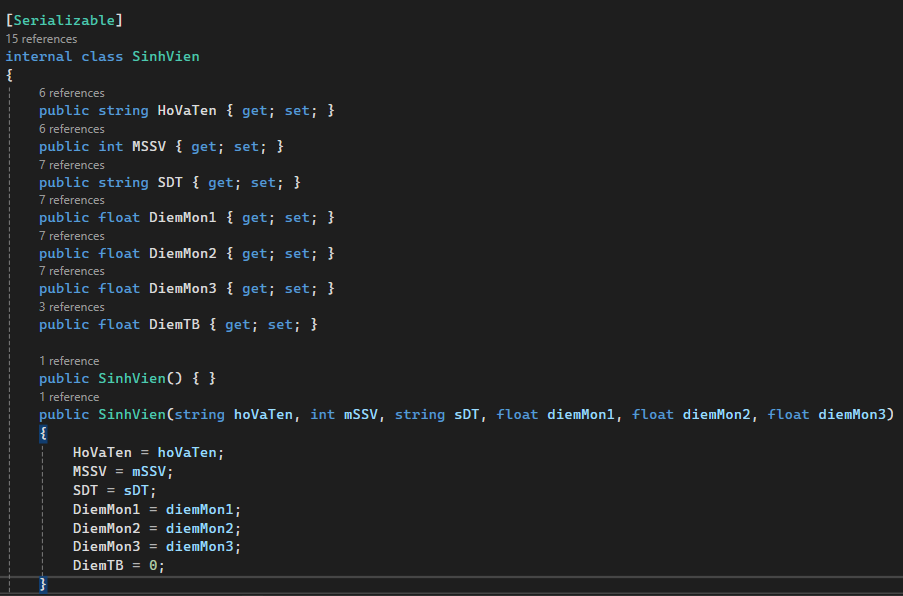 [Serializable]
15 references
internal class SinhVien
{
6 references
public string HoVaTen { get; set; }
6 references
public int MSSV { get; set; }
7 references
public string SDT { get; set; }
7 references
public float DiemMon1 { get; set; }
7 references
public float DiemMon2 { get; set; }
7 references
public float DiemMon3 { get; set; }
3 references
public float DiemTB { get; set; }
1 reference
public SinhVien() { }
1 reference
public SinhVien(string hoVaTen, int mSSV, string sDT, float diemMon1, float diemMon2, float diemMon3)
{
HoVaTen = hoVaTen;
MSSV = mSSV;
SDT = sDT;
DiemMon1 = diemMon1;
DiemMon2 = diemMon2;
DiemMon3 = diemMon3;
DiemTB = 0;
}